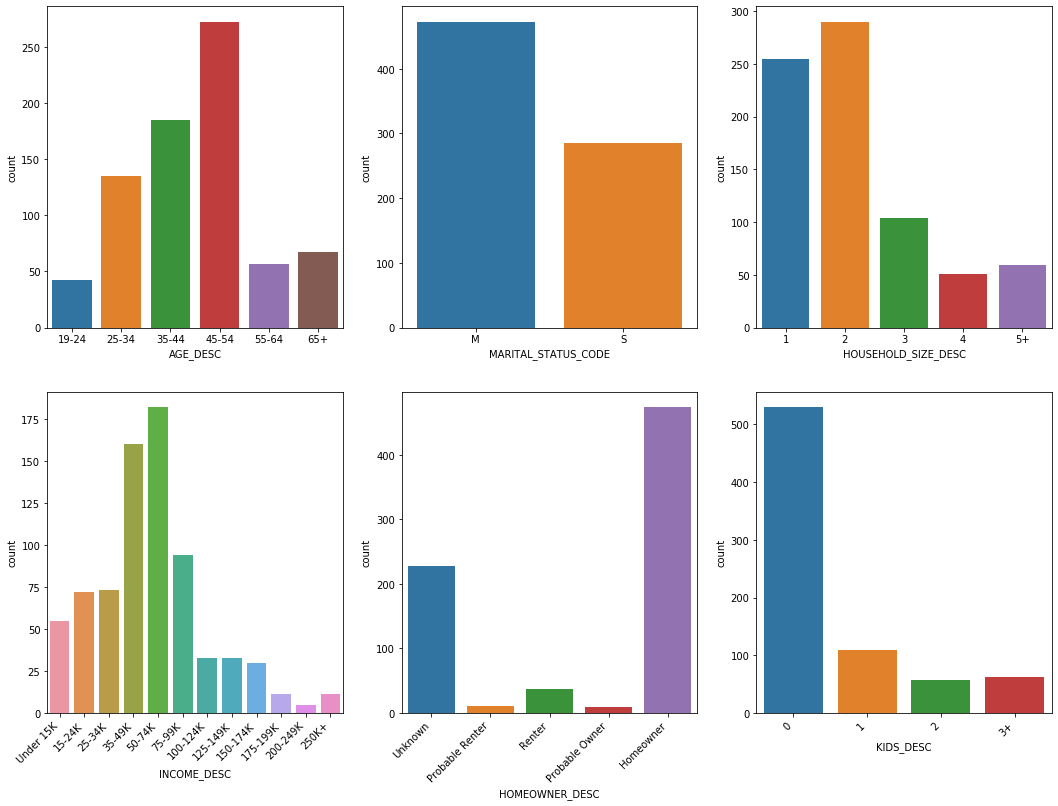 count
250
200
150
100
50
0
19-24 25-34 35-44 45-54 55-64 65+
AGE_DESC
count
400
300
200
100
0
M S
MARITAL_STATUS_CODE
count
300
250
200
150
100
50
0
1 2 3 4 5+
HOUSEHOLD_SIZE_DESC
count
175
150
125
100
75
50
25
0
Under 15K
15-24K
25-34K
35-49K
50-74K
75-99K
100-124K
125-149K
150-174K
175-199K
200-249K
250K+
INCOME_DESC
count
400
300
200
100
0
Unknown
Probable Renter
Renter
Probable Owner
Homeowner
HOMEOWNER_DESC
count
500
400
300
200
100
0
0
1
2
3+
KIDS_DESC